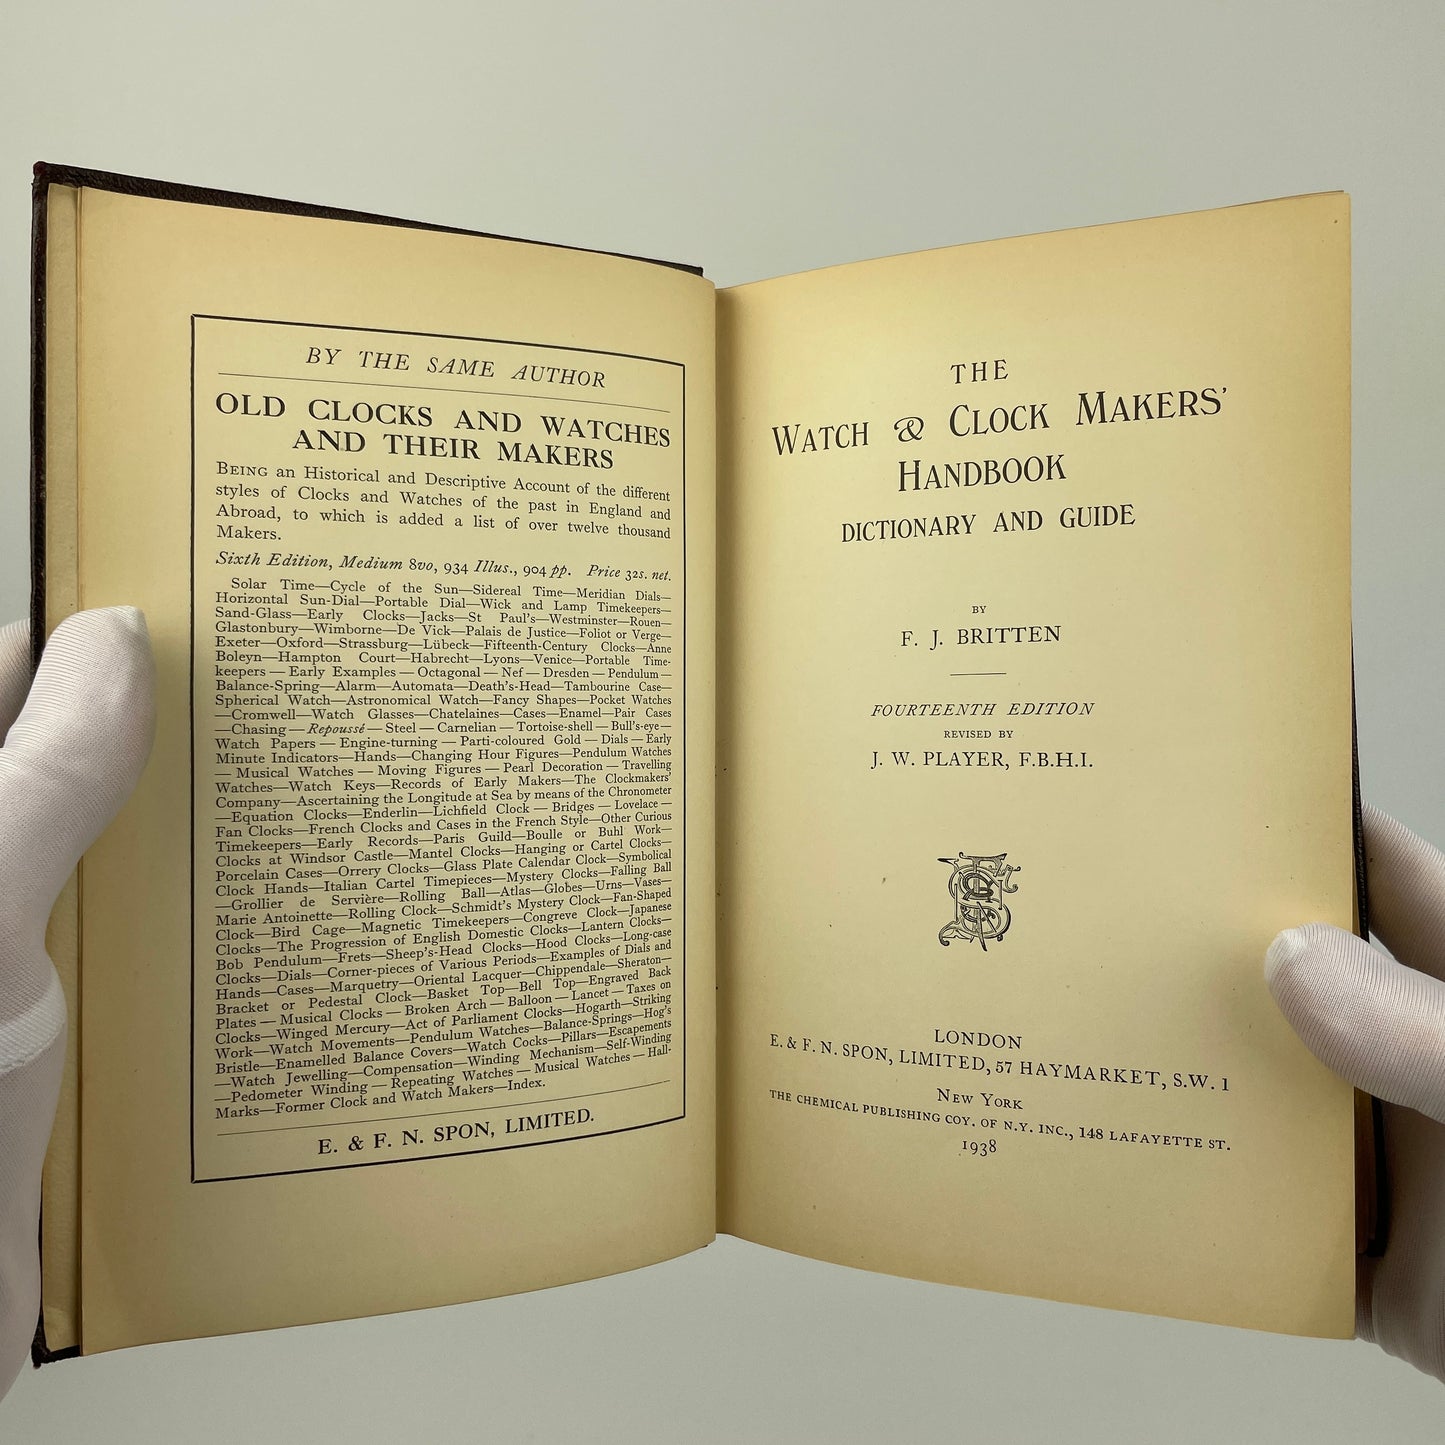 BY THE SAME AUTHOR
OLD CLOCKS AND WATCHES
AND THEIR MAKERS
BEING an Historical and Descriptive Account of the different
styles of Clocks and Watches of the past in England and
Abroad, to which is added a list of over twelve thousand
Makers.
Sixth Edition, Medium 8vo, 934 Illus., 904 pp. Price 32s. net.
Solar Time—Cycle of the Sun—Sidereal Time—Meridian Dials—
Horizontal Sun-Dial—Portable Dial—Wick and Lamp Timekeepers—
Sand-Glass—Early Clocks—Jacks—St Paul's—Westminster—Rouen—
Glastonbury—Wimborne—De Vick—Palais de Justice—Foliot or Verge—
Exeter—Oxford—Strassburg—Lübeck—Fifteenth-Century Clocks—Anne
Boleyn—Hampton Court—Habrecht—Lyons—Venice—Portable Time-
keepers — Early Examples — Octagonal — Nef — Dresden — Pendulum —
Balance-Spring—Alarm—Automata—Death's-Head—Tambourine Case—
Spherical Watch—Astronomical Watch—Fancy Shapes—Pocket Watches
—Cromwell—Watch Glasses—Chatelaines—Cases—Enamel—Pair Cases
—Chasing — Repoussé — Steel — Carnelian — Tortoise-shell — Bull's-eye—
Watch Papers — Engine-turning — Parti-coloured Gold — Dials — Early
Minute Indicators—Hands—Changing Hour Figures—Pendulum Watches
— Musical Watches — Moving Figures — Pearl Decoration — Travelling
Watches—Watch Keys—Records of Early Makers—The Clockmakers'
Company—Ascertaining the Longitude at Sea by means of the Chronometer
—Equation Clocks—Enderlin—Lichfield Clock — Bridges — Lovelace —
Fan Clocks—French Clocks and Cases in the French Style—Other Curious
Timekeepers—Early Records—Paris Guild—Boulle or Buhl Work—
Clocks at Windsor Castle—Mantel Clocks—Hanging or Cartel Clocks—
Porcelain Cases—Orrery Clocks—Glass Plate Calendar Clock—Symbolical
Clock Hands—Italian Cartel Timepieces—Mystery Clocks—Falling Ball
—Grollier de Servière—Rolling Ball—Atlas—Globes—Urns—Vases—
Marie Antoinette—Rolling Clock—Schmidt's Mystery Clock—Fan-Shaped
Clock—Bird Cage—Magnetic Timekeepers—Congreve Clock—Japanese
Clocks—The Progression of English Domestic Clocks—Lantern Clocks—
Bob Pendulum—Frets—Sheep's-Head Clocks—Hood Clocks—Long-case
Clocks—Dials—Corner-pieces of Various Periods—Examples of Dials and
Hands—Cases—Marquetry—Oriental Lacquer—Chippendale—Sheraton—
Bracket or Pedestal Clock—Basket Top—Bell Top—Engraved Back
Plates — Musical Clocks — Broken Arch — Balloon — Lancet — Taxes on
Clocks—Winged Mercury—Act of Parliament Clocks—Hogarth—Striking
Work—Watch Movements—Pendulum Watches—Balance-Springs—Hog's
Bristle—Enamelled Balance Covers—Watch Cocks—Pillars—Escapements
—Watch Jewelling—Compensation—Winding Mechanism—Self-Winding
—Pedometer Winding — Repeating Watches — Musical Watches — Hall-
Marks—Former Clock and Watch Makers—Index.
E. & F. N. SPON, LIMITED.
THE
WATCH & CLOCK MAKERS'
HANDBOOK
DICTIONARY AND GUIDE
BY
F. J. BRITTEN
FOURTEENTH EDITION
REVISED BY
J. W. PLAYER, F.B.H.I.
LONDON
E. & F. N. SPON, LIMITED, 57 HAYMARKET, S.W. 1
NEW YORK
THE CHEMICAL PUBLISHING COY. OF N.Y. INC., 148 LAFAYETTE ST.
1938